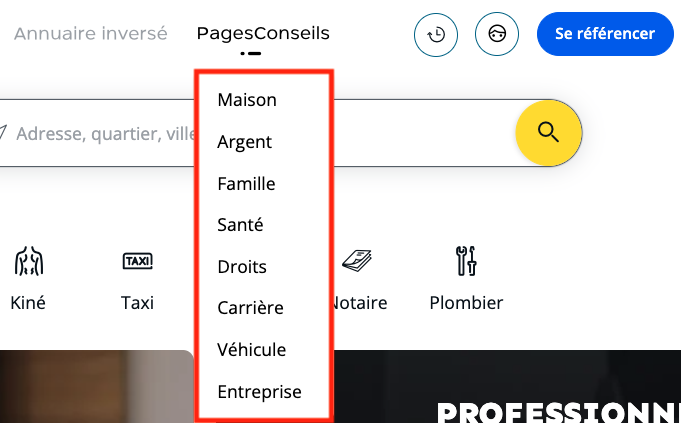 Annuaire inversé
PagesConseils
Se référencer
Maison
Adresse, quartier, ville
Argent
Famille
Santé
Droits
Carrière
Véhicule
Entreprise
TAXI
Kiné
Taxi
Notaire
Plombier